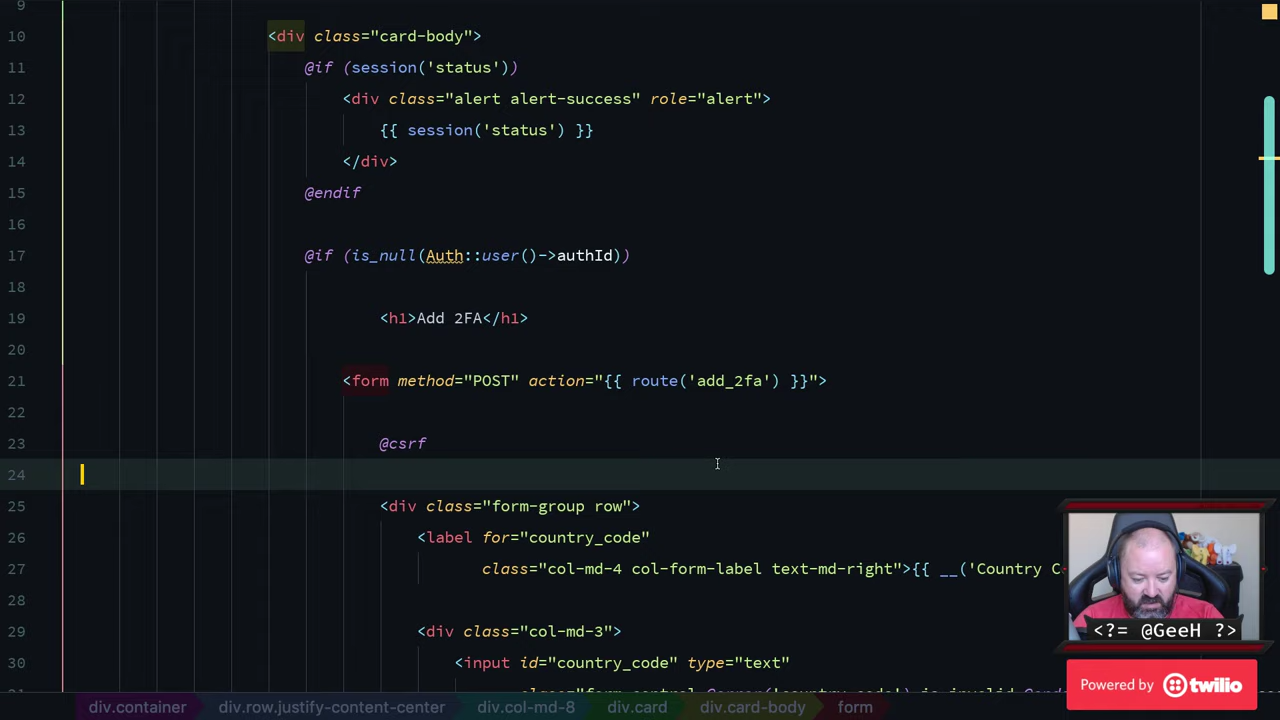 9
10 <div class="card-body">
11 @if (session('status'))
12 <div class="alert alert-success" role="alert">
13 {{ session('status') }}
14 </div>
15 @endif
16
17 @if (is_null(Auth::user()->authId))
18
19 <h1>Add 2FA</h1>
20
21 <form method="POST" action="{{ route('add_2fa') }}">
22
23 @csrf
24
25 <div class="form-group row">
26 <label for="country_code"
27 class="col-md-4 col-form-label text-md-right">{{ __('Country C
28
29 <div class="col-md-3">
30 <input id="country_code" type="text"
<?= @GeeH ?>
Powered by twilio
div.container div.row.justify-content-center div.col-md-8 div.card div.card-body form